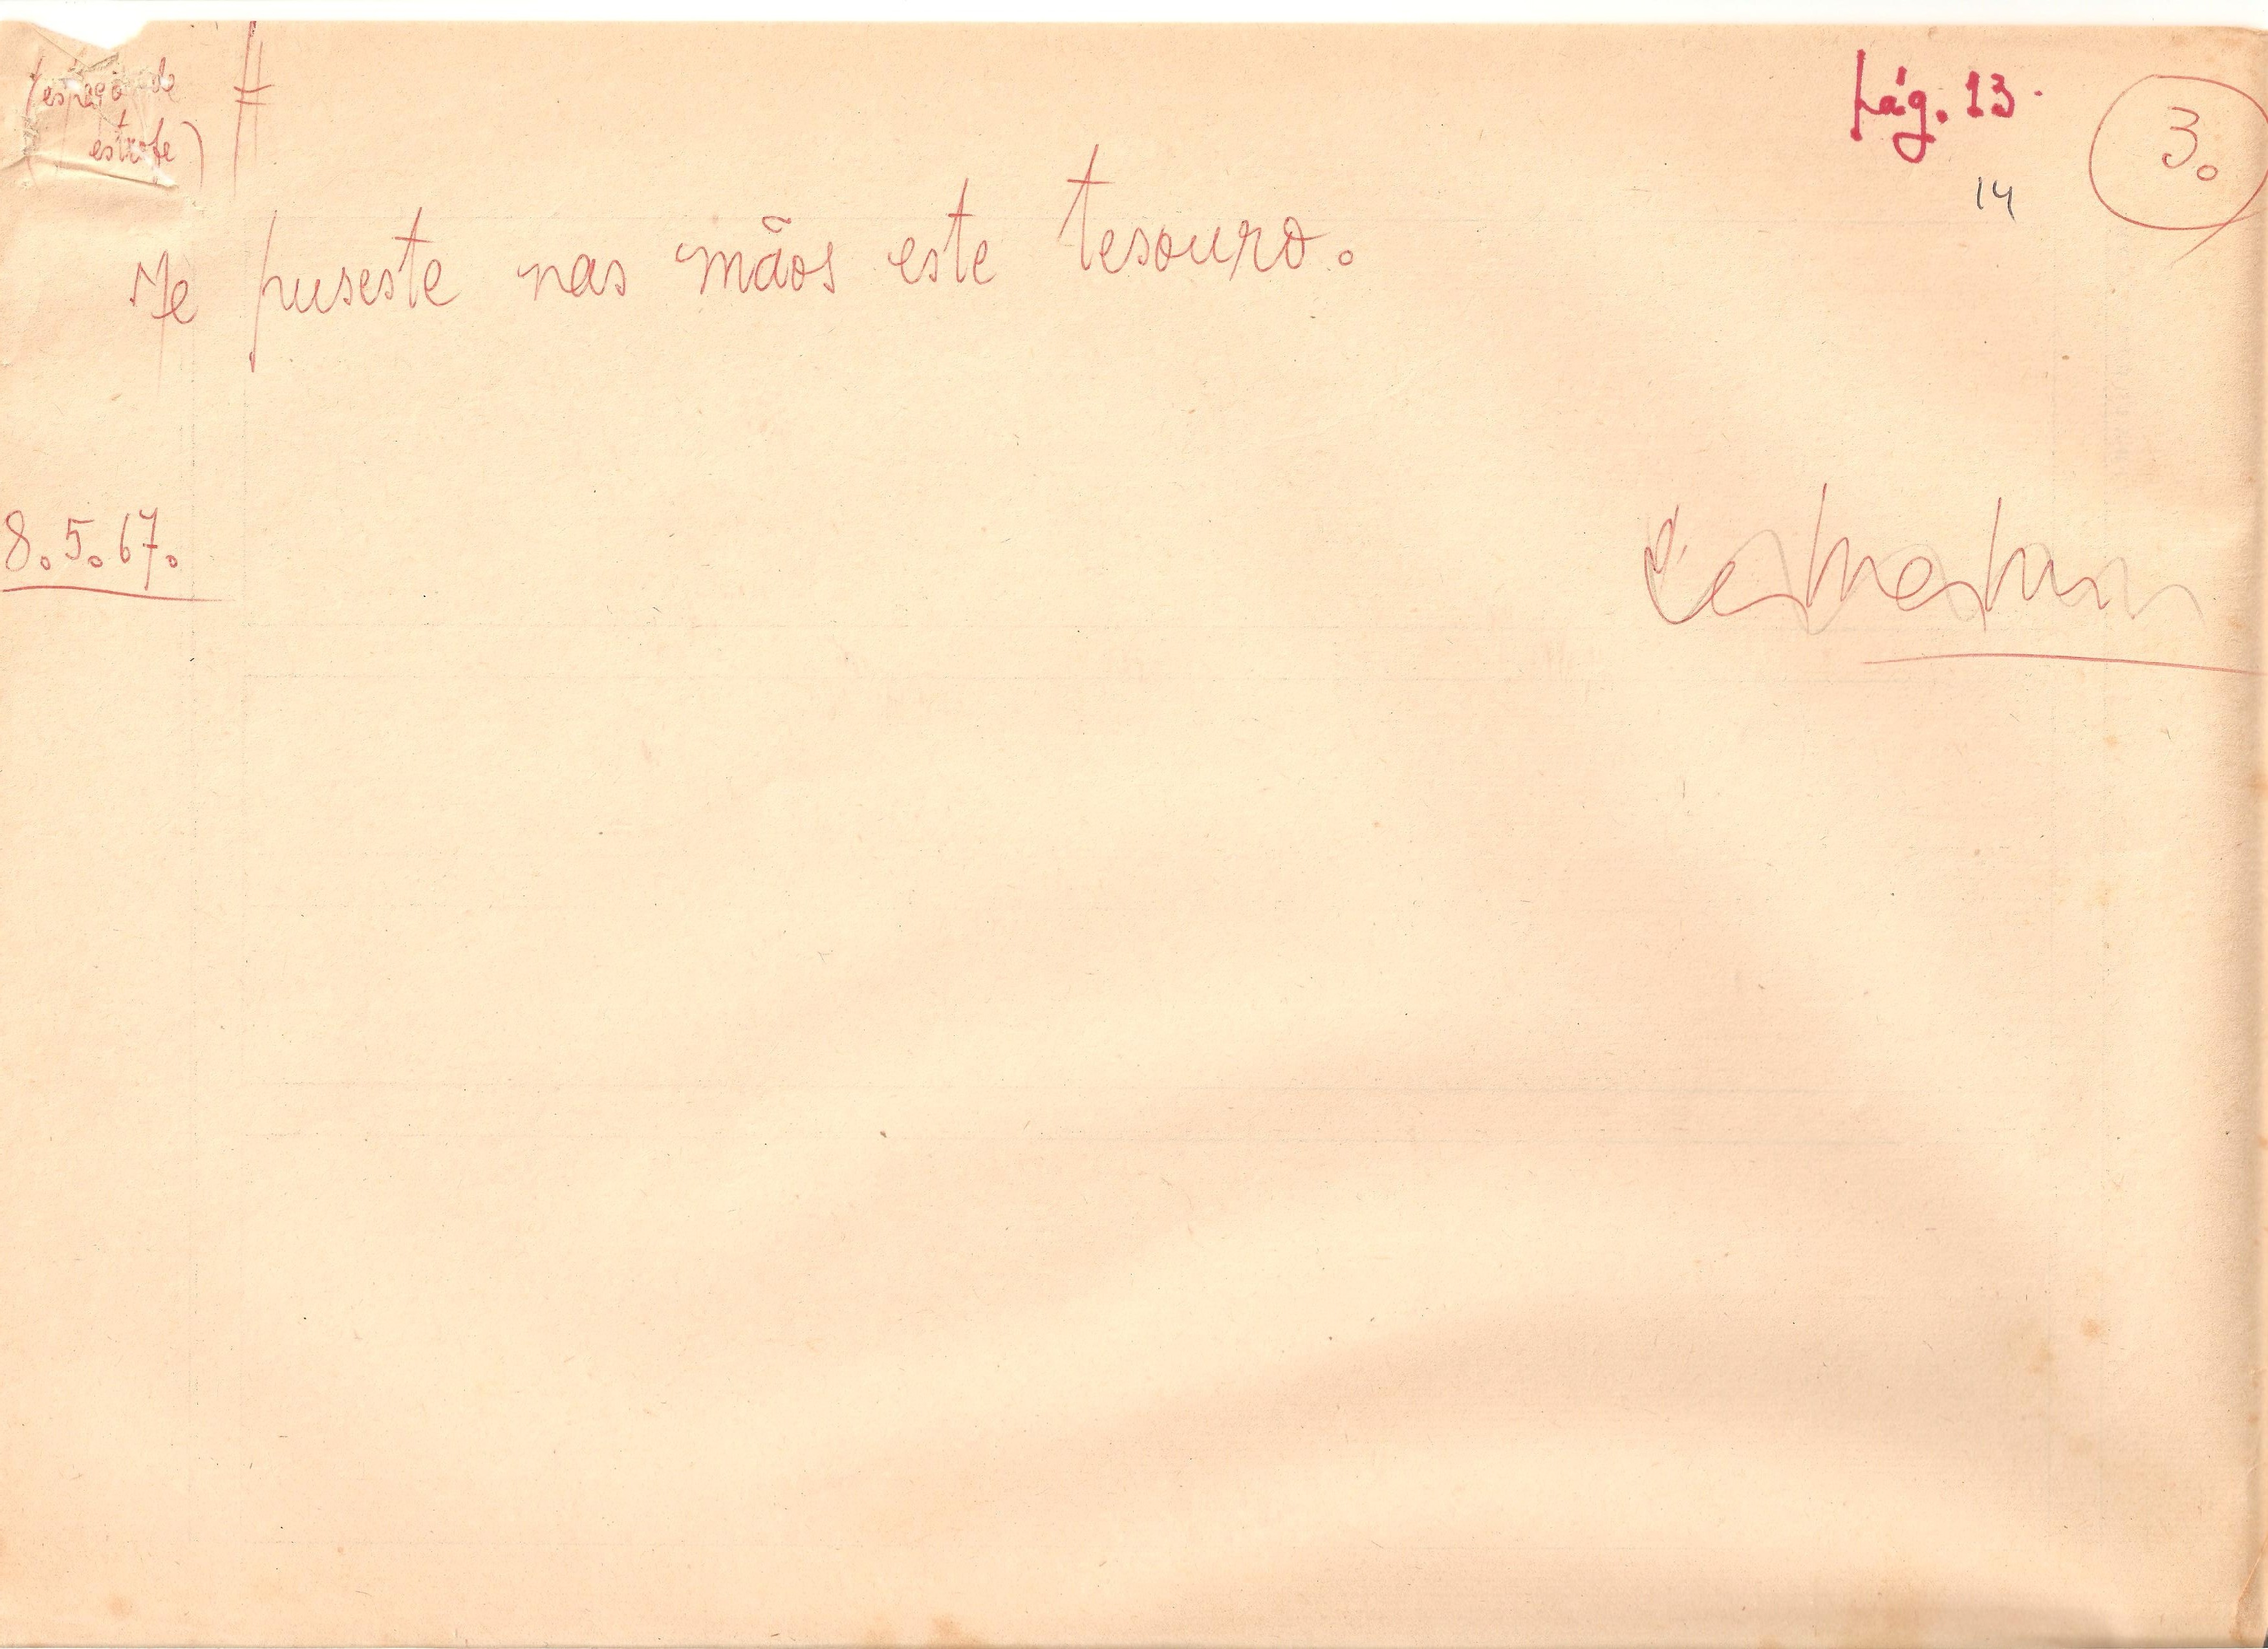 (espaço de
estrofe)
pág. 13.
3.
14
Me puseste nas mãos este tesouro.
8.5.67.